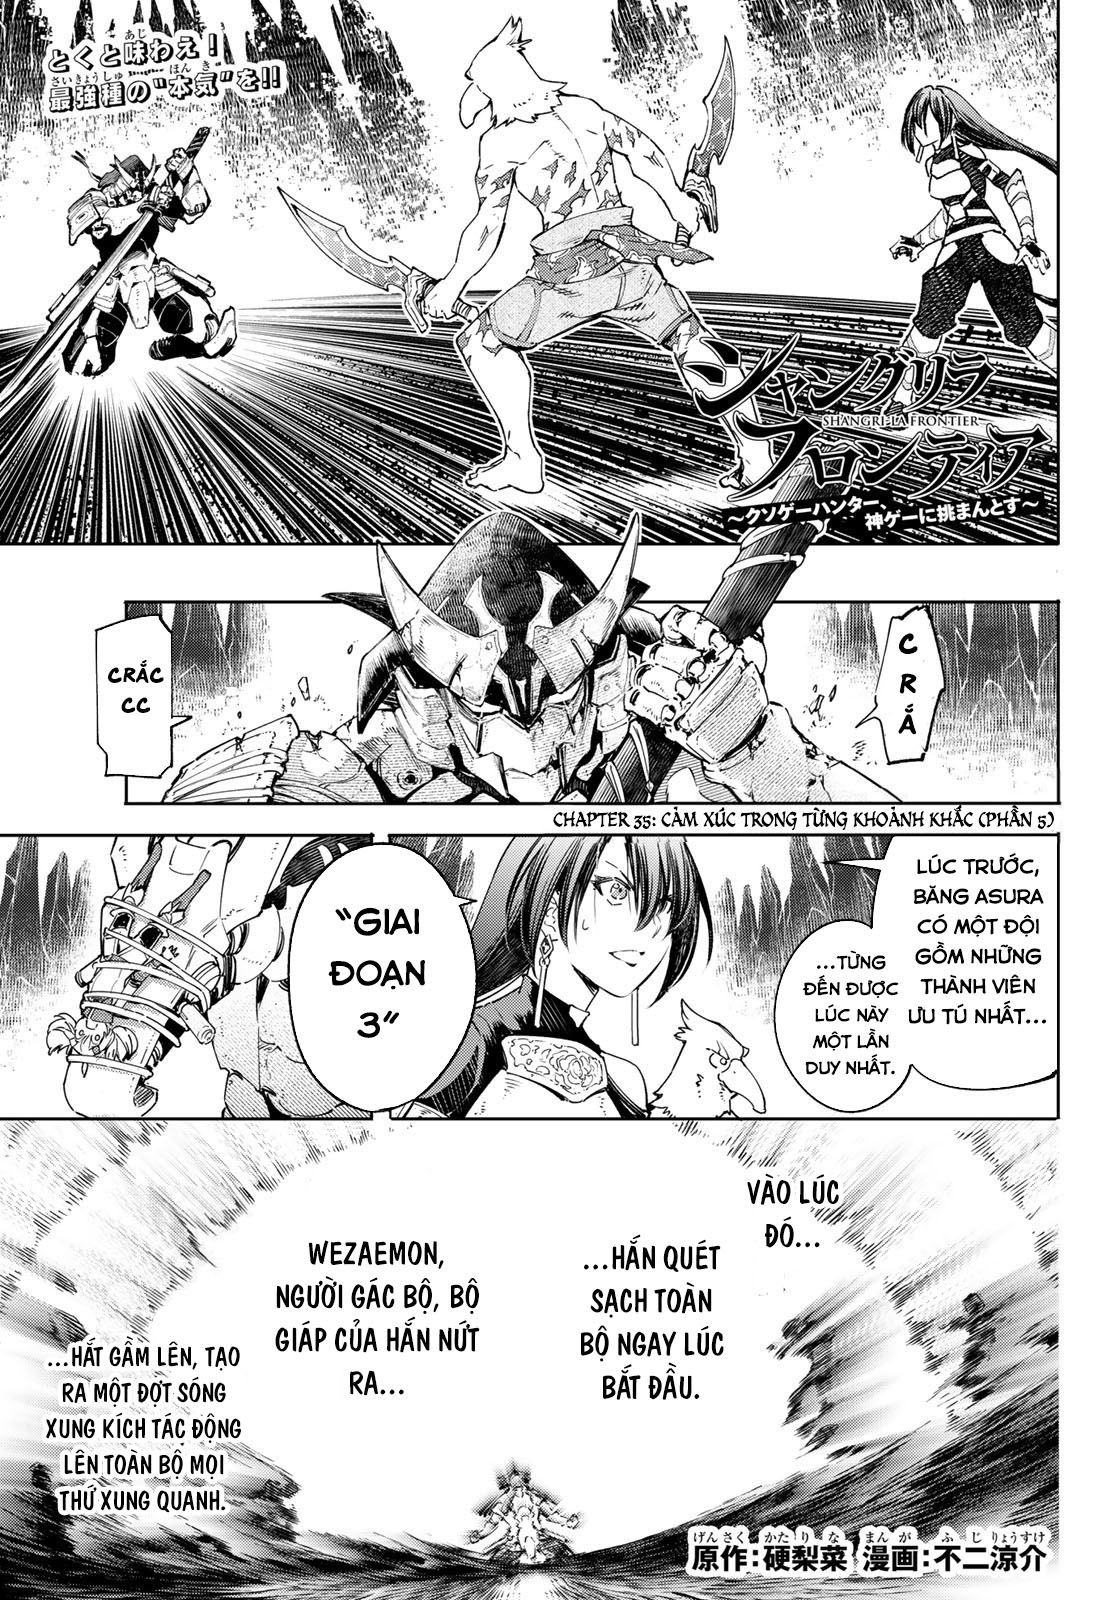 とくと味わえ！
最強種の"本気"を!!
シャングリラ
SHANGRI-LA FRONTIER
フロンティア
～クソゲーハンター、
神ゲーに挑まんとす～
C
R
Ắ
CRẮC
CC
CHAPTER 35: CẢM XÚC TRONG TỪNG KHOẢNH KHẮC (PHẦN 5)
LÚC TRƯỚC,
BĂNG ASURA
CÓ MỘT ĐỘI
GỒM NHỮNG
THÀNH VIÊN
ƯU TÚ NHẤT...
...TỪNG
ĐẾN ĐƯỢC
LÚC NÀY
MỘT LẦN
DUY NHẤT.
"GIAI
ĐOẠN
3"
VÀO LÚC
ĐÓ...
...HẮN QUÉT
SẠCH TOÀN
BỘ NGAY LÚC
BẮT ĐẦU.
WEZAEMON,
NGƯỜI GÁC BỘ, BỘ
GIÁP CỦA HẮN NỨT
RA...
...HẮT GẦM LÊN, TẠO
RA MỘT ĐỢT SÓNG
XUNG KÍCH TÁC ĐỘNG
LÊN TOÀN BỘ MỌI
THỨ XUNG QUANH.
原作：硬梨菜 漫画：不二涼介